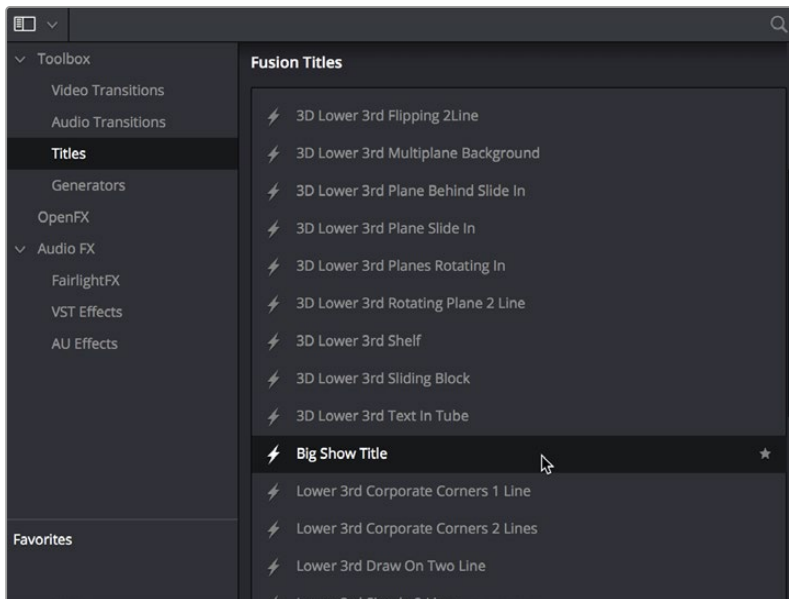 Toolbox
Video Transitions
Audio Transitions
Titles
Generators
OpenFX
Audio FX
FairlightFX
VST Effects
AU Effects
Favorites
Fusion Titles
3D Lower 3rd Flipping 2Line
3D Lower 3rd Multiplane Background
3D Lower 3rd Plane Behind Slide In
3D Lower 3rd Plane Slide In
3D Lower 3rd Planes Rotating In
3D Lower 3rd Rotating Plane 2 Line
3D Lower 3rd Shelf
3D Lower 3rd Sliding Block
3D Lower 3rd Text In Tube
Big Show Title
Lower 3rd Corporate Corners 1 Line
Lower 3rd Corporate Corners 2 Lines
Lower 3rd Draw On Two Line